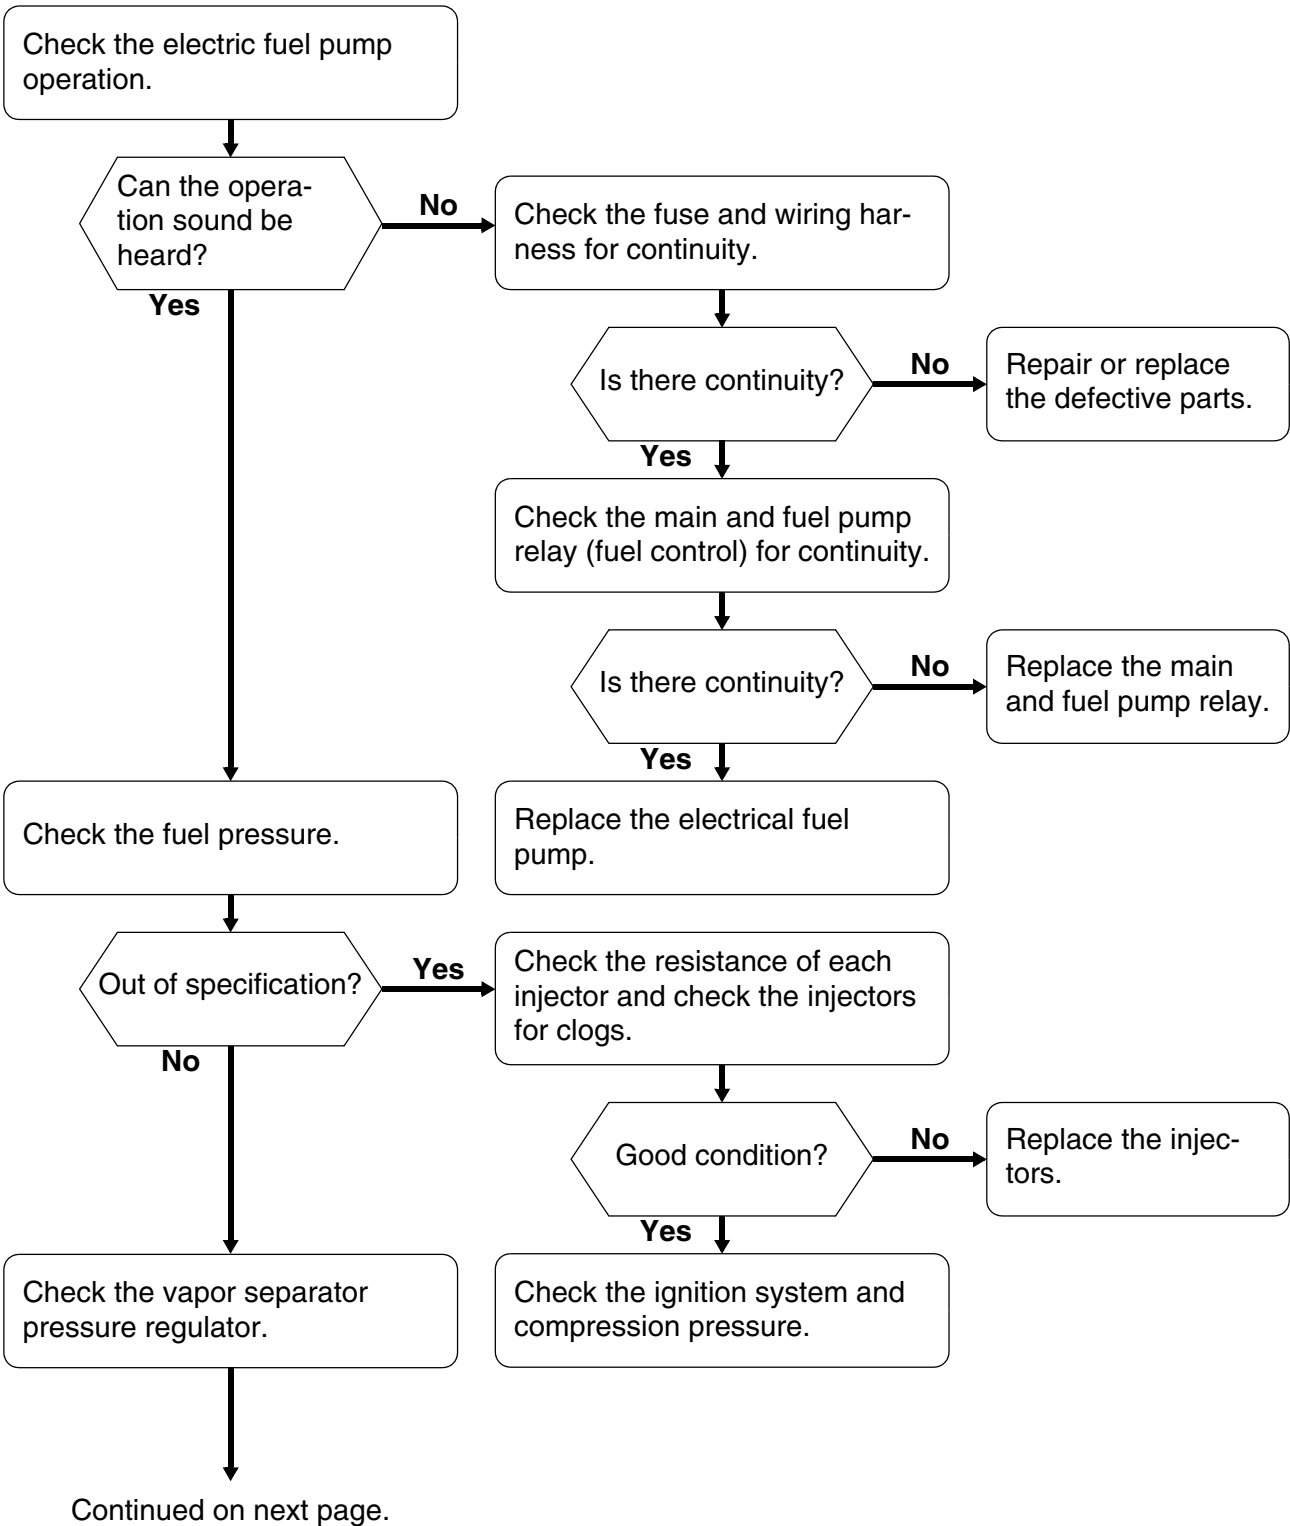 Check the electric fuel pump
operation.
Can the opera-
tion sound be
heard?
No
Check the fuse and wiring har-
ness for continuity.
Yes
Is there continuity?
No
Repair or replace
the defective parts.
Yes
Check the main and fuel pump
relay (fuel control) for continuity.
Is there continuity?
No
Replace the main
and fuel pump relay.
Yes
Check the fuel pressure.
Replace the electrical fuel
pump.
Out of specification?
Yes
Check the resistance of each
injector and check the injectors
for clogs.
No
Good condition?
No
Replace the injec-
tors.
Yes
Check the vapor separator
pressure regulator.
Check the ignition system and
compression pressure.
Continued on next page.